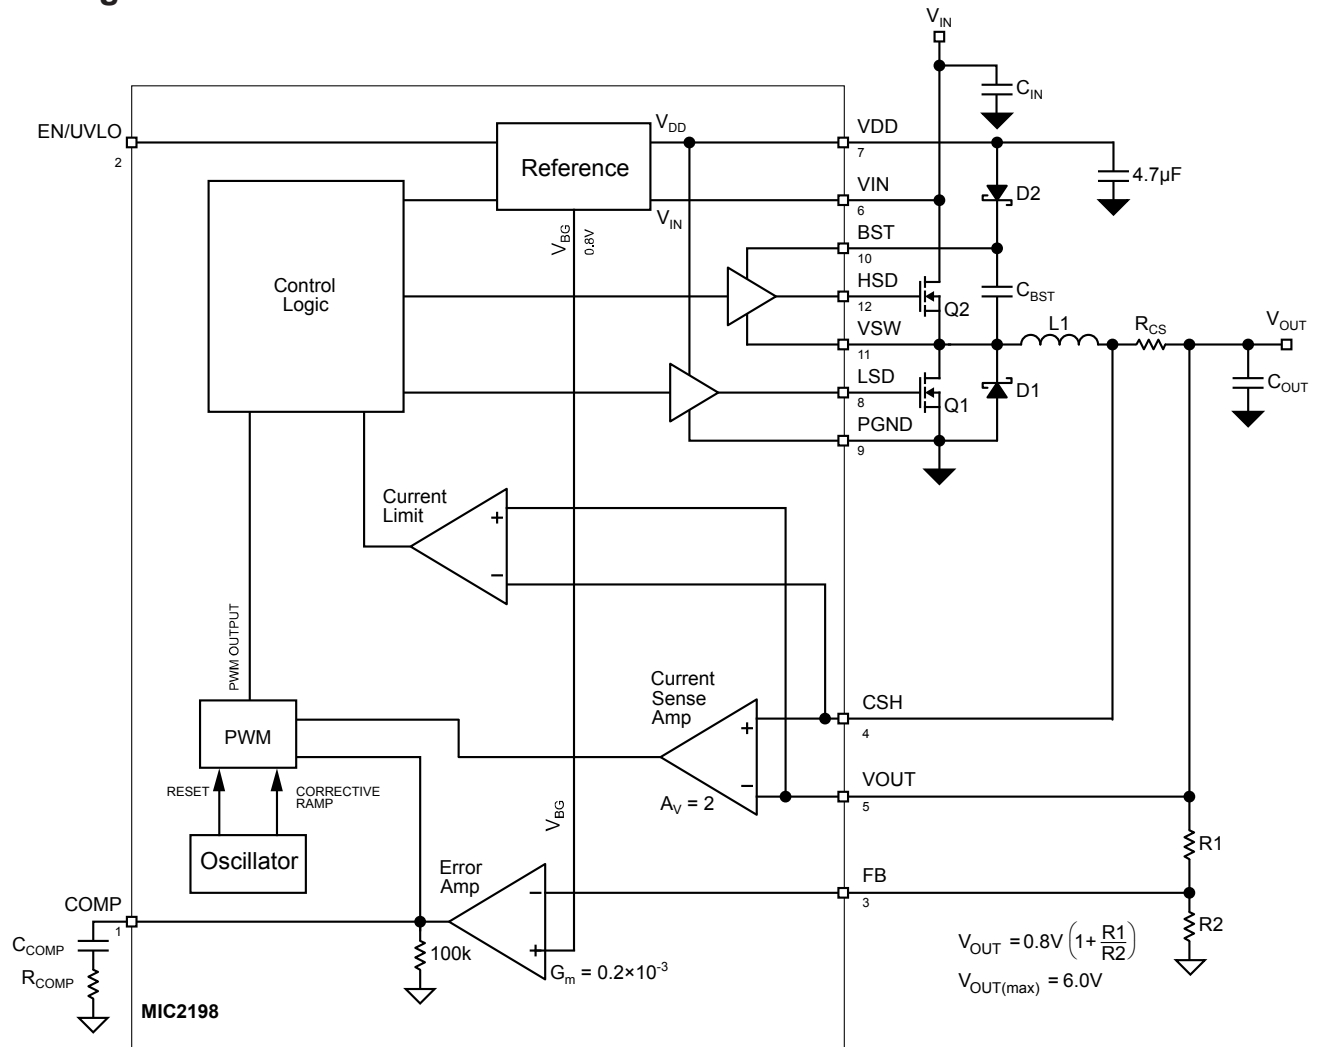 V_IN
C_IN
EN/UVLO
2
Reference
V_DD
VDD
7
4.7µF
D2
VIN
6
V_IN
V_BG
0.8V
BST
10
Control
Logic
HSD
12
Q2
C_BST
VSW
11
L1
R_CS
V_OUT
LSD
8
Q1
D1
C_OUT
PGND
9
Current
Limit
+
−
PWM OUTPUT
Current
Sense
Amp
+
−
A_V = 2
CSH
4
PWM
RESET
CORRECTIVE
RAMP
VOUT
5
V_BG
Oscillator
R1
Error
Amp
−
+
FB
3
COMP
1
R2
C_COMP
R_COMP
100k
G_m = 0.2×10^-3
V_OUT = 0.8V (1+ R1/R2)
V_OUT(max) = 6.0V
MIC2198